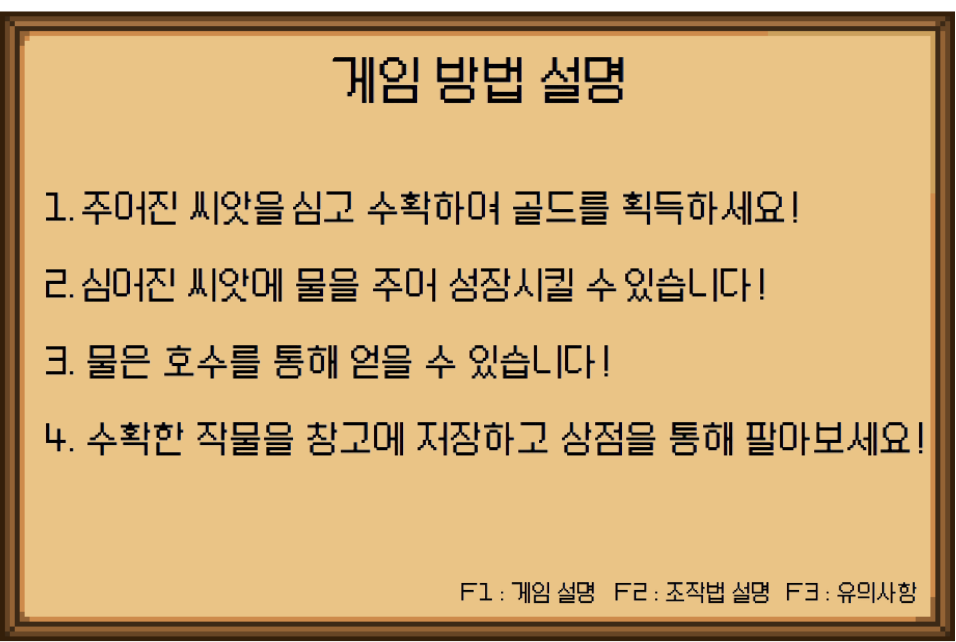 게임 방법 설명
1. 주어진 씨앗을 심고 수확하여 골드를 획득하세요!
2. 심어진 씨앗에 물을 주어 성장시킬 수 있습니다!
3. 물은 호수를 통해 얻을 수 있습니다!
4. 수확한 작물을 창고에 저장하고 상점을 통해 팔아보세요!
F1 : 게임 설명 F2 : 조작법 설명 F3 : 유의사항